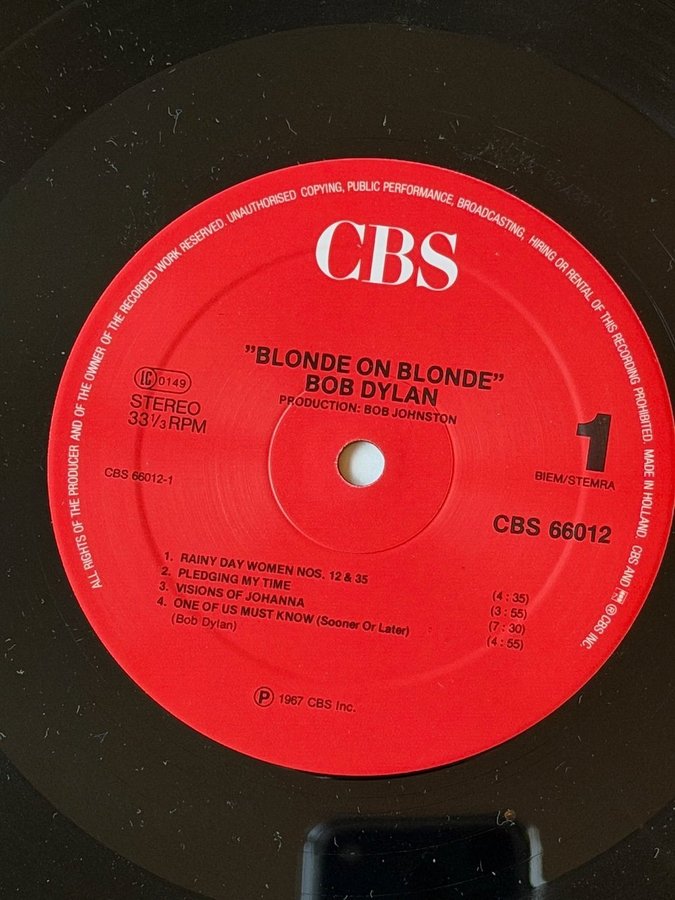 ALL RIGHTS OF THE PRODUCER AND OF THE OWNER OF THE RECORDED WORK RESERVED. UNAUTHORISED COPYING, PUBLIC PERFORMANCE, BROADCASTING, HIRING OR RENTAL OF THIS RECORDING PROHIBITED. MADE IN HOLLAND. CBS AND ℗ CBS INC.
CBS
"BLONDE ON BLONDE"
BOB DYLAN
PRODUCTION: BOB JOHNSTON
LC 0149
STEREO
33⅓ RPM
1
BIEM/STEMRA
CBS 66012-1
CBS 66012
1. RAINY DAY WOMEN NOS. 12 & 35 (4 : 35)
2. PLEDGING MY TIME (3 : 55)
3. VISIONS OF JOHANNA (7 : 30)
4. ONE OF US MUST KNOW (Sooner Or Later) (4 : 55)
(Bob Dylan)
℗ 1967 CBS Inc.